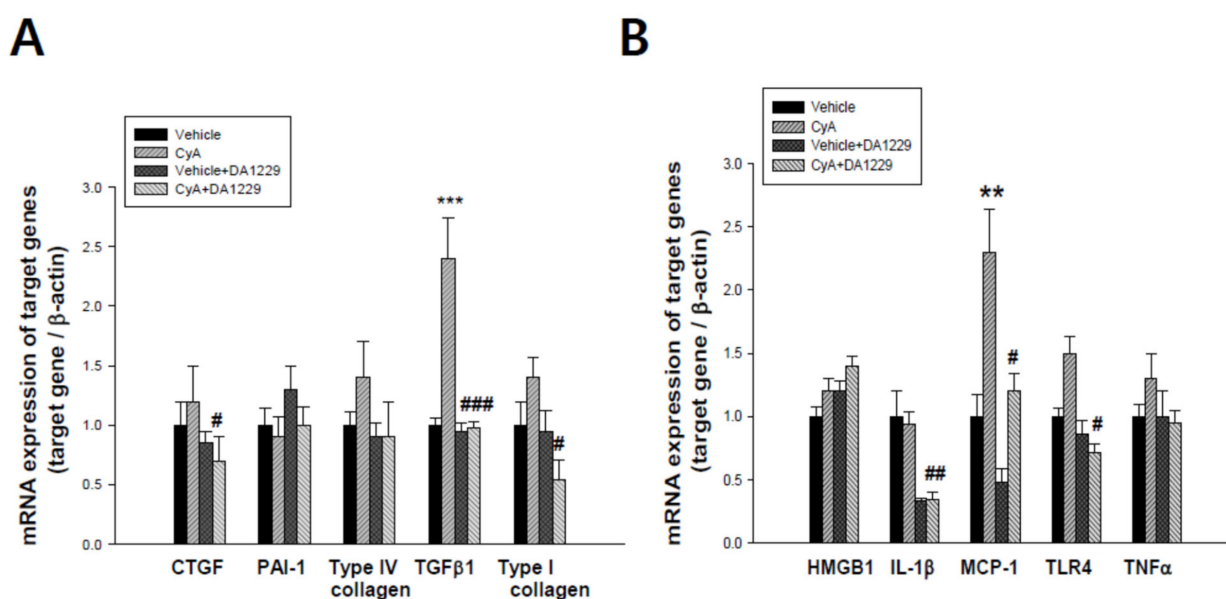 A
Vehicle
CyA
Vehicle+DA1229
CyA+DA1229
mRNA expression of target genes
(target gene / β-actin)
3.0
2.5
2.0
1.5
1.0
0.5
0.0
#
***
###
#
CTGF PAI-1 Type IV collagen TGFβ1 Type I collagen
B
Vehicle
CyA
Vehicle+DA1229
CyA+DA1229
mRNA expression of target genes
(target gene / β-actin)
3.0
2.5
2.0
1.5
1.0
0.5
0.0
##
**
#
#
HMGB1 IL-1β MCP-1 TLR4 TNFα